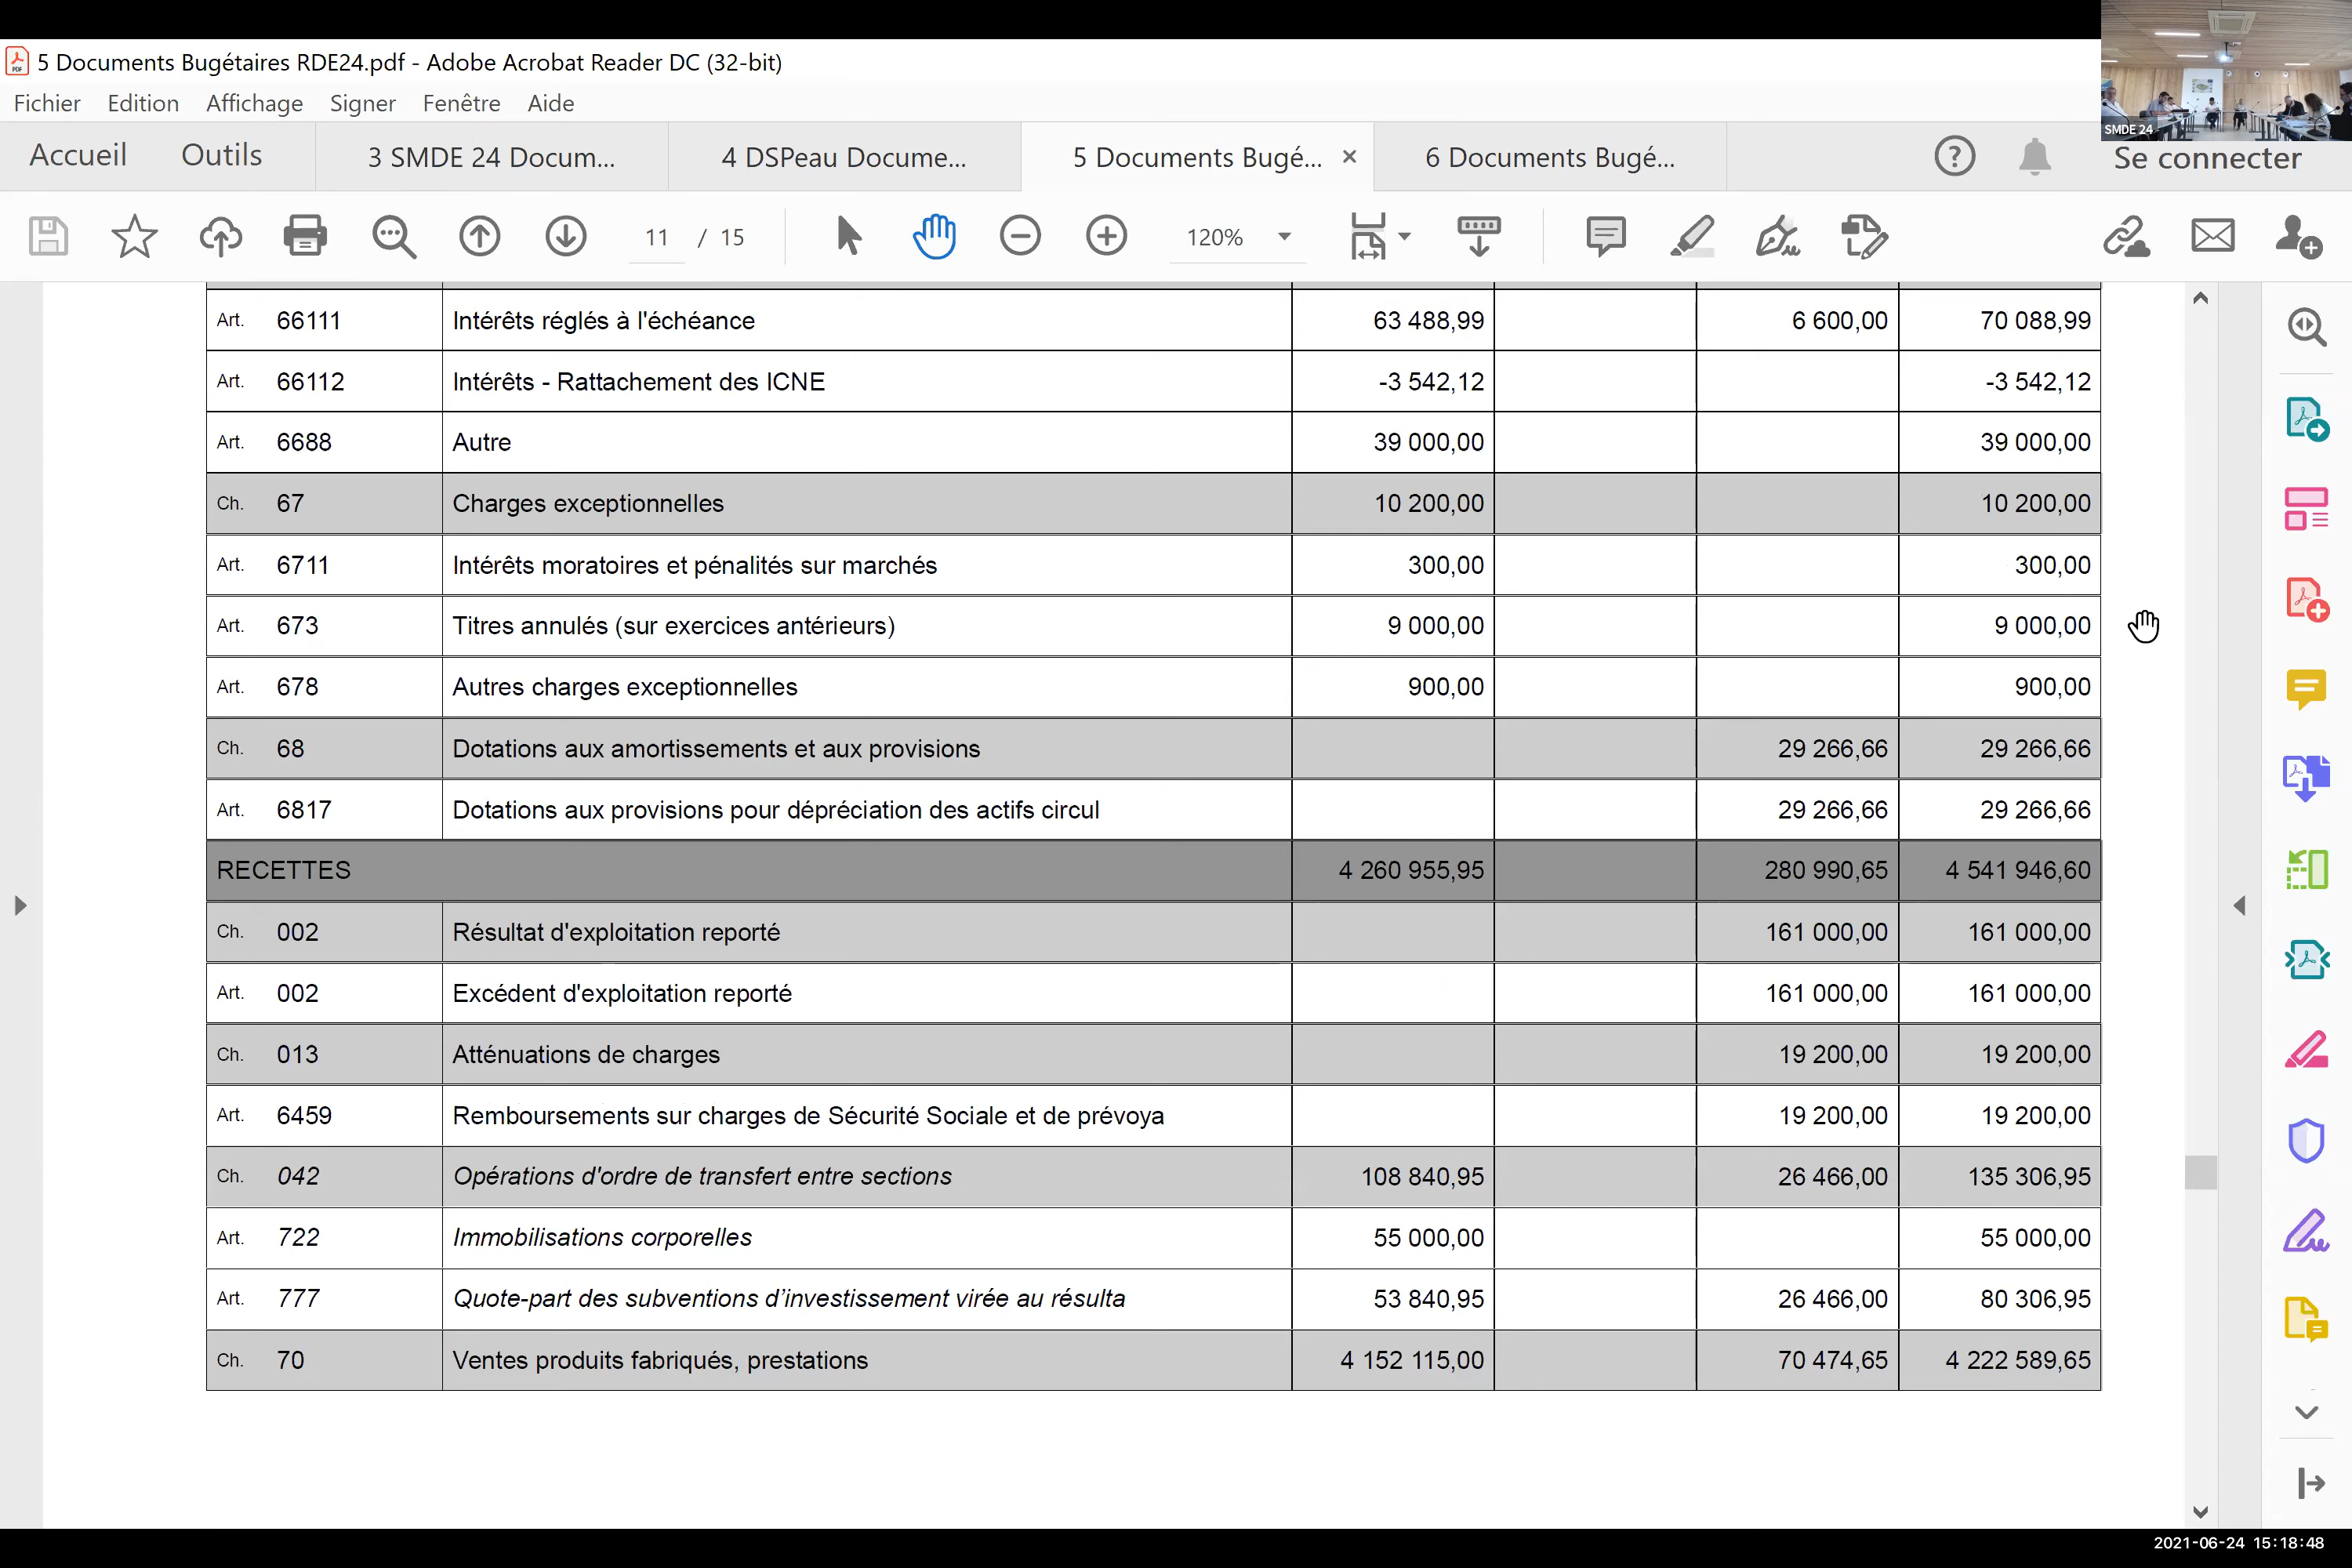 5 Documents Bugétaires RDE24.pdf - Adobe Acrobat Reader DC (32-bit)
Fichier Edition Affichage Signer Fenêtre Aide
SMDE 24
Accueil Outils 3 SMDE 24 Docum... 4 DSPeau Docume... 5 Documents Bugé... 6 Documents Bugé... Se connecter
11 / 15 120%
Art. 66111 Intérêts réglés à l'échéance 63 488,99 6 600,00 70 088,99
Art. 66112 Intérêts - Rattachement des ICNE -3 542,12 -3 542,12
Art. 6688 Autre 39 000,00 39 000,00
Ch. 67 Charges exceptionnelles 10 200,00 10 200,00
Art. 6711 Intérêts moratoires et pénalités sur marchés 300,00 300,00
Art. 673 Titres annulés (sur exercices antérieurs) 9 000,00 9 000,00
Art. 678 Autres charges exceptionnelles 900,00 900,00
Ch. 68 Dotations aux amortissements et aux provisions 29 266,66 29 266,66
Art. 6817 Dotations aux provisions pour dépréciation des actifs circul 29 266,66 29 266,66
RECETTES 4 260 955,95 280 990,65 4 541 946,60
Ch. 002 Résultat d'exploitation reporté 161 000,00 161 000,00
Art. 002 Excédent d'exploitation reporté 161 000,00 161 000,00
Ch. 013 Atténuations de charges 19 200,00 19 200,00
Art. 6459 Remboursements sur charges de Sécurité Sociale et de prévoya 19 200,00 19 200,00
Ch. 042 Opérations d'ordre de transfert entre sections 108 840,95 26 466,00 135 306,95
Art. 722 Immobilisations corporelles 55 000,00 55 000,00
Art. 777 Quote-part des subventions d'investissement virée au résulta 53 840,95 26 466,00 80 306,95
Ch. 70 Ventes produits fabriqués, prestations 4 152 115,00 70 474,65 4 222 589,65
2021-06-24 15:18:48